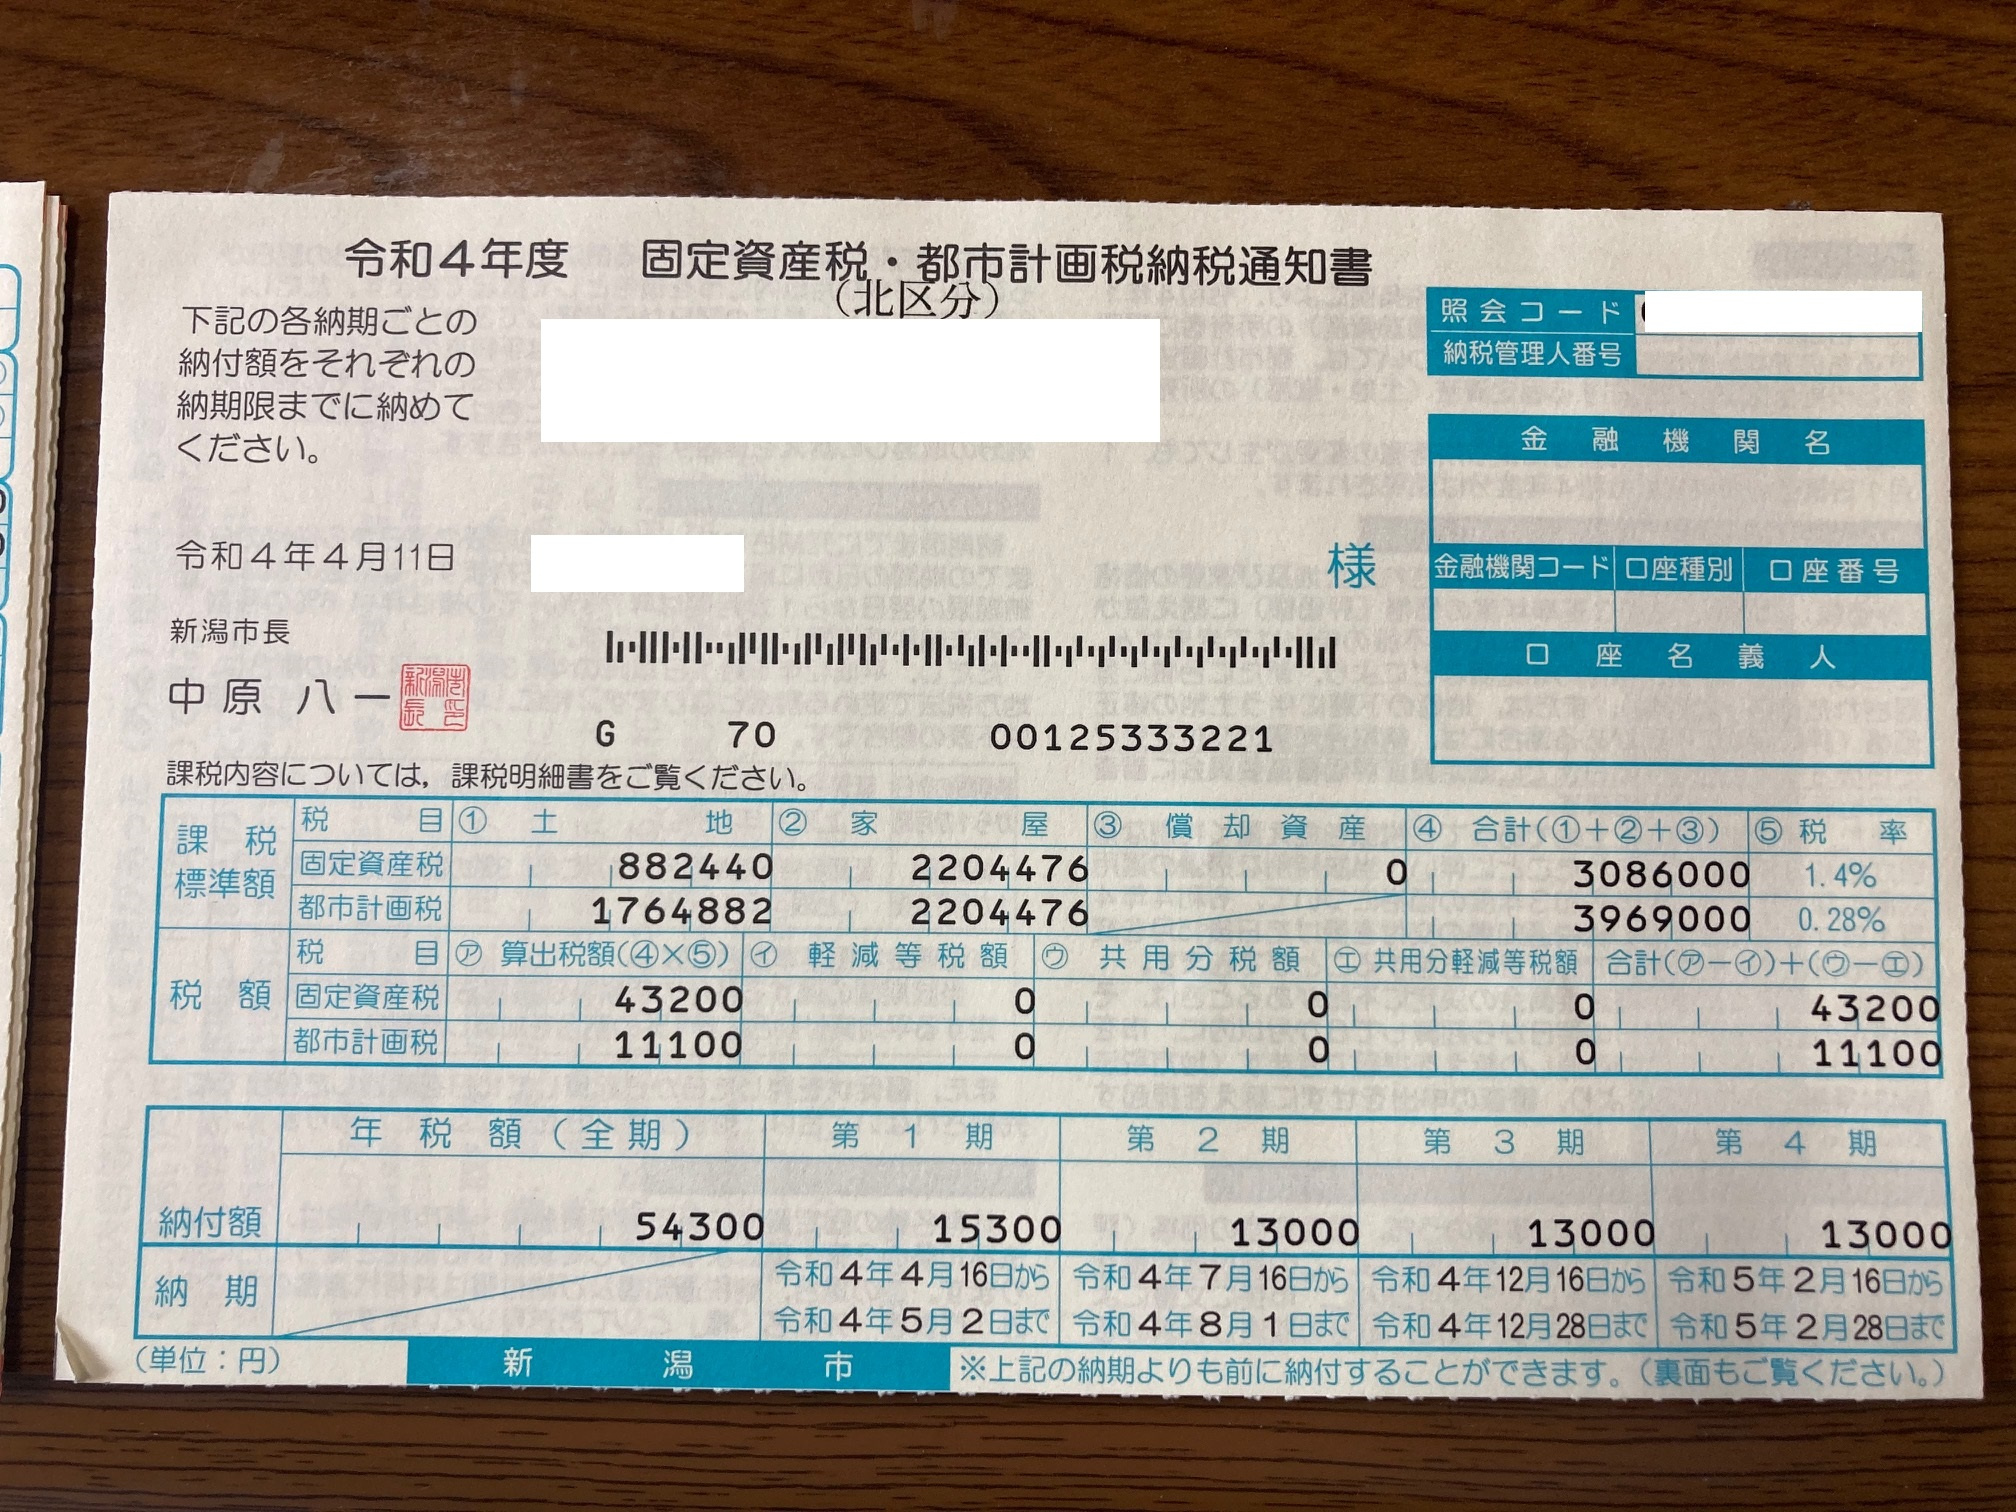 令和4年度　固定資産税・都市計画税納税通知書
（北区分）
下記の各納期ごとの
納付額をそれぞれの
納期限までに納めて
ください。
照会コード
納税管理人番号
金融機関名
金融機関コード 口座種別 口座番号
口座名義人
令和4年4月11日
様
新潟市長
中原 八一
新潟市長之印
G 70 00125333221
課税内容については，課税明細書をご覧ください。
課税標準額
税目 ①土地 ②家屋 ③償却資産 ④合計(①+②+③) ⑤税率
固定資産税 882440 2204476 0 3086000 1.4%
都市計画税 1764882 2204476 3969000 0.28%
税額
税目 ㋐算出税額(④×⑤) ㋑軽減等税額 ㋒共用分税額 ㋓共用分軽減等税額 合計(㋐-㋑)+(㋒-㋓)
固定資産税 43200 0 0 0 43200
都市計画税 11100 0 0 0 11100
年税額(全期) 第1期 第2期 第3期 第4期
納付額 54300 15300 13000 13000 13000
納期 令和4年4月16日から 令和4年7月16日から 令和4年12月16日から 令和5年2月16日から
令和4年5月2日まで 令和4年8月1日まで 令和4年12月28日まで 令和5年2月28日まで
(単位：円) 新潟市 ※上記の納期よりも前に納付することができます。(裏面もご覧ください。)